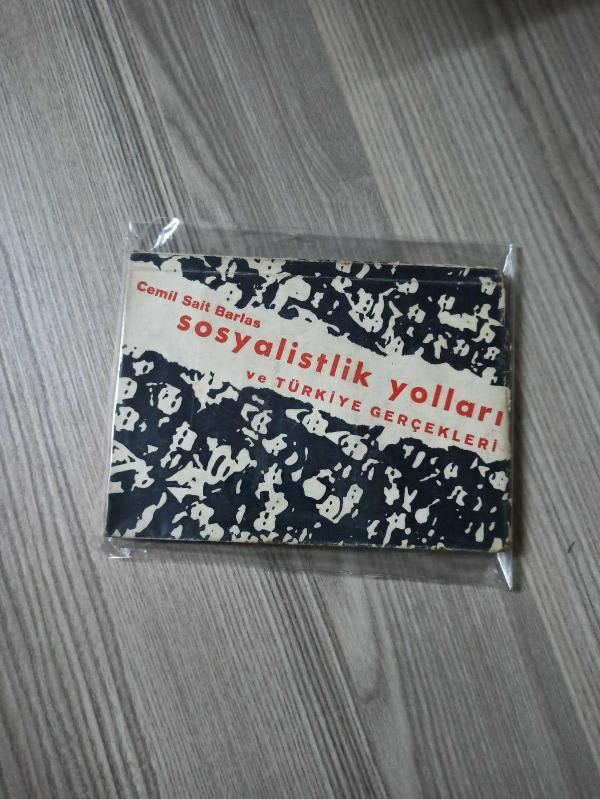 Cemil Sait Barlas
sosyalistlik yolları
ve TÜRKİYE GERÇEKLERİ